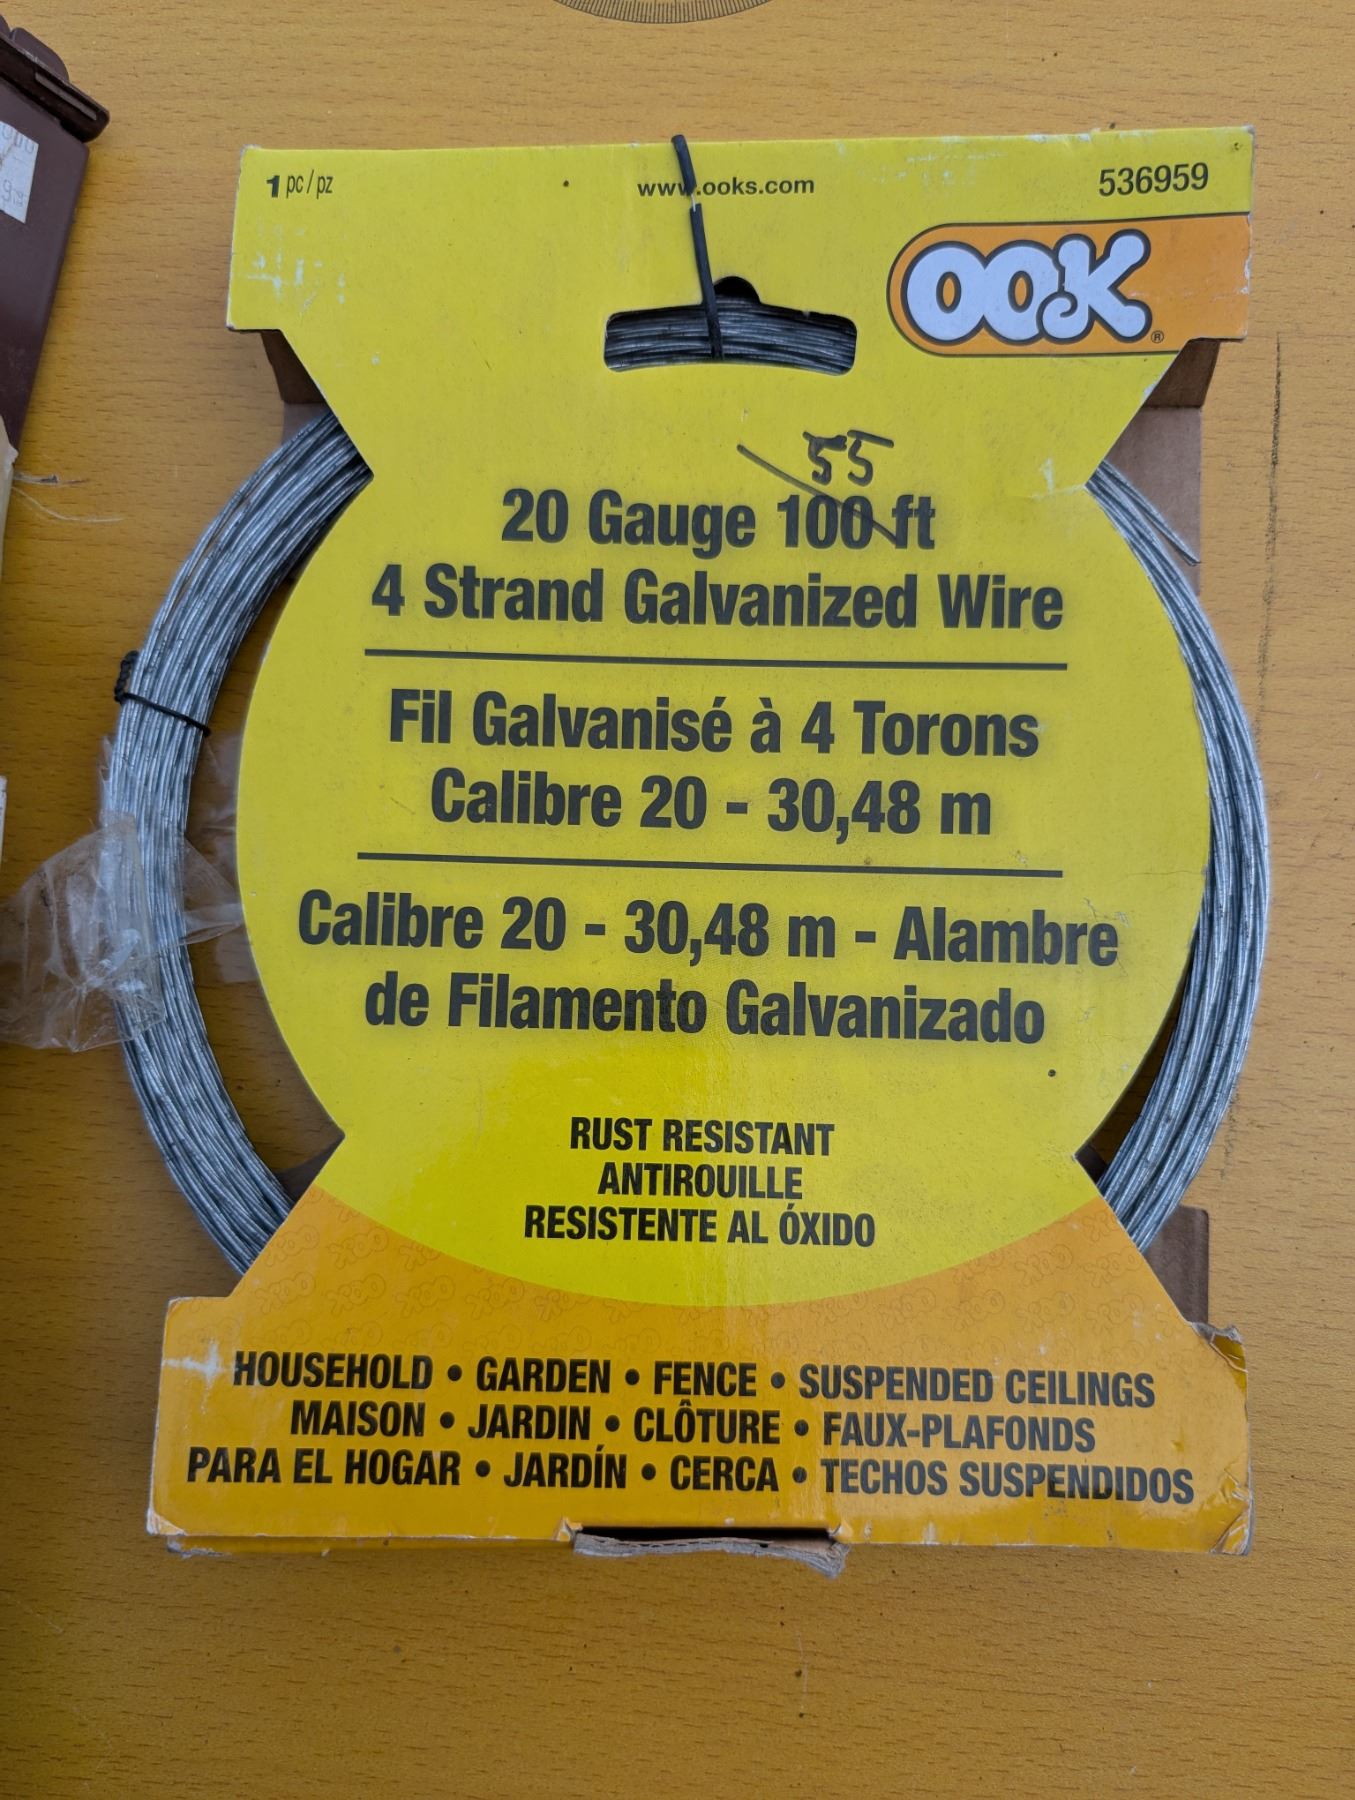 1 pc / pz
www.ooks.com
536959
OOK®
55
20 Gauge 100 ft
4 Strand Galvanized Wire
Fil Galvanisé à 4 Torons
Calibre 20 - 30,48 m
Calibre 20 - 30,48 m - Alambre
de Filamento Galvanizado
RUST RESISTANT
ANTIROUILLE
RESISTENTE AL ÓXIDO
HOUSEHOLD • GARDEN • FENCE • SUSPENDED CEILINGS
MAISON • JARDIN • CLÔTURE • FAUX-PLAFONDS
PARA EL HOGAR • JARDÍN • CERCA • TECHOS SUSPENDIDOS